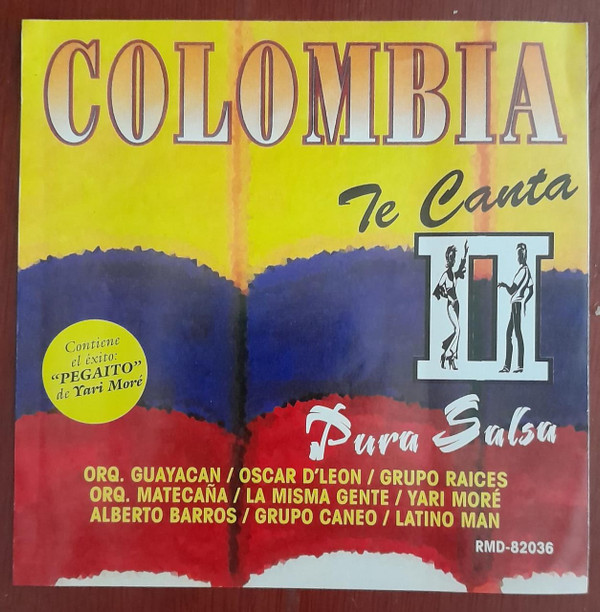 COLOMBIA
Te Canta
II
Pura Salsa
Contiene
el éxito:
"PEGAITO"
de Yari Moré
ORQ. GUAYACAN / OSCAR D'LEON / GRUPO RAICES
ORQ. MATECAÑA / LA MISMA GENTE / YARI MORÉ
ALBERTO BARROS / GRUPO CANEO / LATINO MAN
RMD-82036